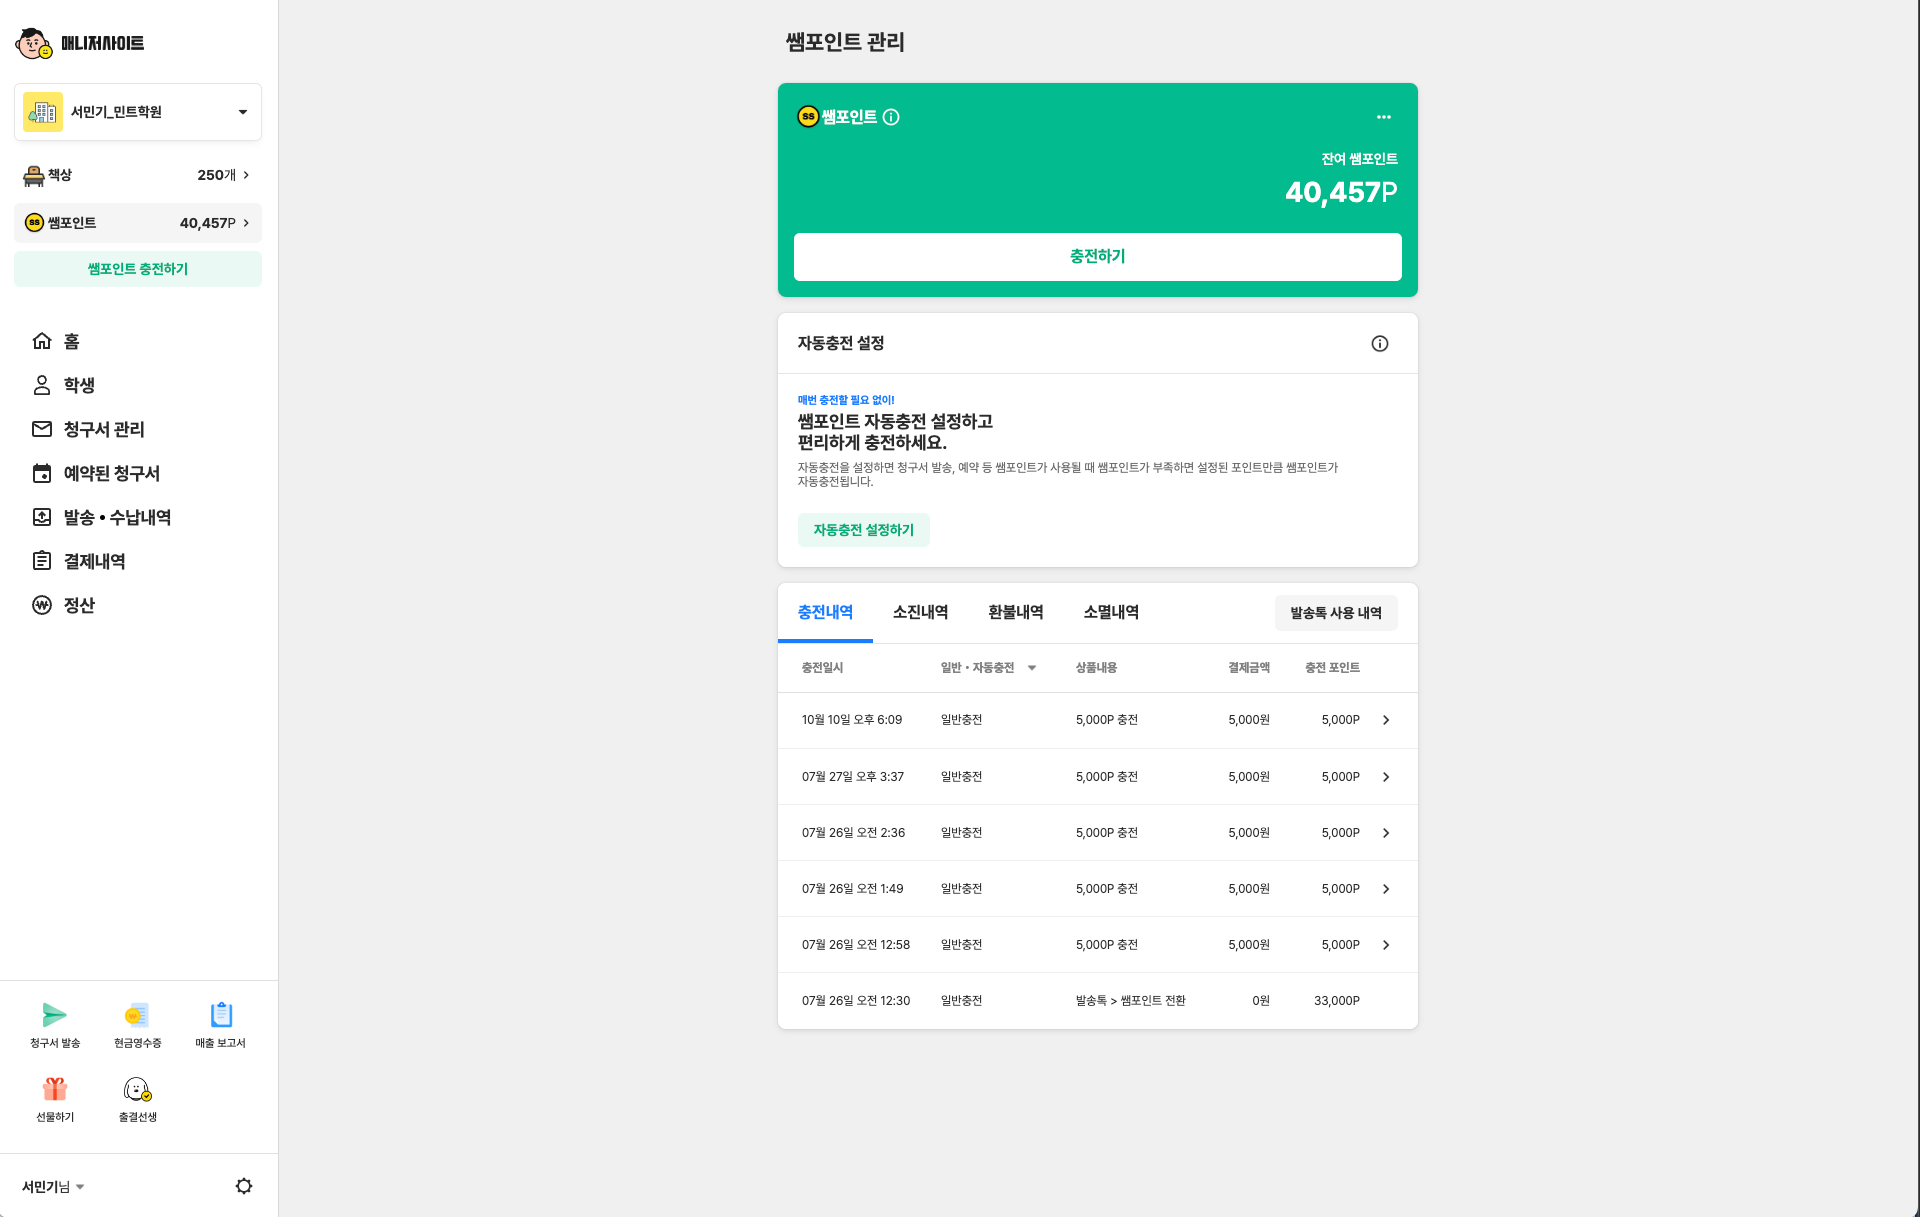 매니저사이트
서민기_민트학원
책상 250개
SS 쌤포인트 40,457P
쌤포인트 충전하기
홈
학생
청구서 관리
예약된 청구서
발송 • 수납내역
결제내역
정산
청구서 발송 현금영수증 매출 보고서
선물하기 출결선생
서민기님
쌤포인트 관리
SS 쌤포인트
잔여 쌤포인트
40,457P
충전하기
자동충전 설정
매번 충전할 필요 없이!
쌤포인트 자동충전 설정하고
편리하게 충전하세요.
자동충전을 설정하면 청구서 발송, 예약 등 쌤포인트가 사용될 때 쌤포인트가 부족하면 설정된 포인트만큼 쌤포인트가
자동충전됩니다.
자동충전 설정하기
충전내역 소진내역 환불내역 소멸내역 발송톡 사용 내역
충전일시 일반・자동충전 상품내용 결제금액 충전 포인트
10월 10일 오후 6:09 일반충전 5,000P 충전 5,000원 5,000P
07월 27일 오후 3:37 일반충전 5,000P 충전 5,000원 5,000P
07월 26일 오전 2:36 일반충전 5,000P 충전 5,000원 5,000P
07월 26일 오전 1:49 일반충전 5,000P 충전 5,000원 5,000P
07월 26일 오전 12:58 일반충전 5,000P 충전 5,000원 5,000P
07월 26일 오전 12:30 일반충전 발송톡 > 쌤포인트 전환 0원 33,000P